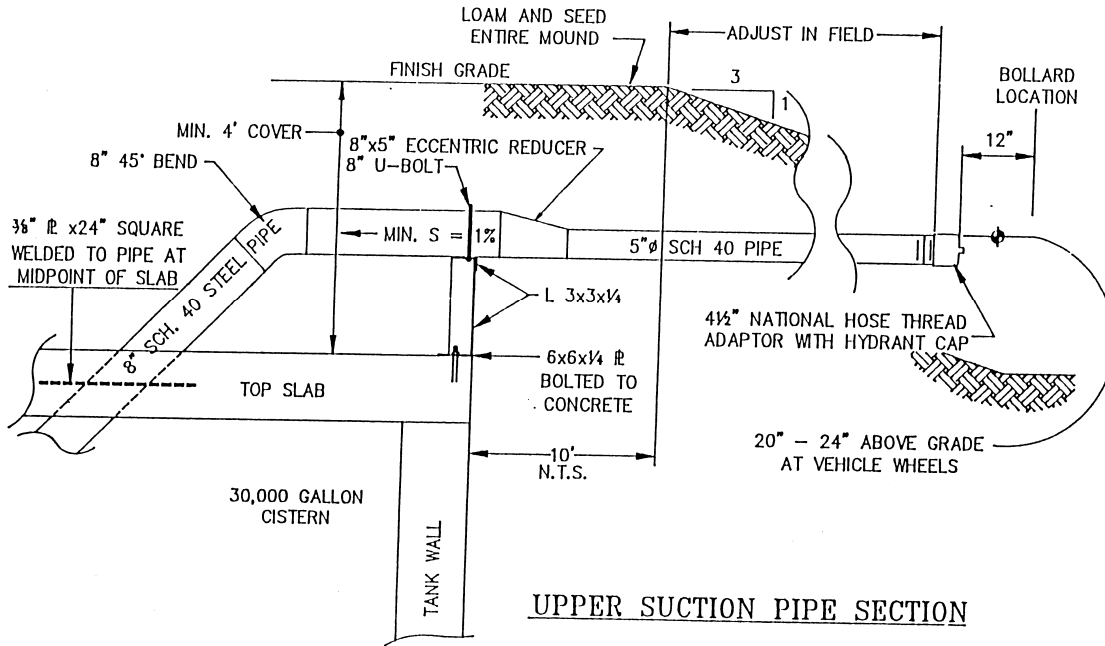 LOAM AND SEED
ENTIRE MOUND
ADJUST IN FIELD
FINISH GRADE
3
1
BOLLARD
LOCATION
12"
MIN. 4' COVER
8"x5" ECCENTRIC REDUCER
8" U-BOLT
8" 45° BEND
⅜" ℄ x24" SQUARE
WELDED TO PIPE AT
MIDPOINT OF SLAB
8" SCH. 40 STEEL PIPE
MIN. S = 1%
5"ø SCH 40 PIPE
L 3x3x¼
4½" NATIONAL HOSE THREAD
ADAPTOR WITH HYDRANT CAP
6x6x¼ ℄
BOLTED TO
CONCRETE
TOP SLAB
10'
N.T.S.
20" – 24" ABOVE GRADE
AT VEHICLE WHEELS
30,000 GALLON
CISTERN
TANK WALL
UPPER SUCTION PIPE SECTION